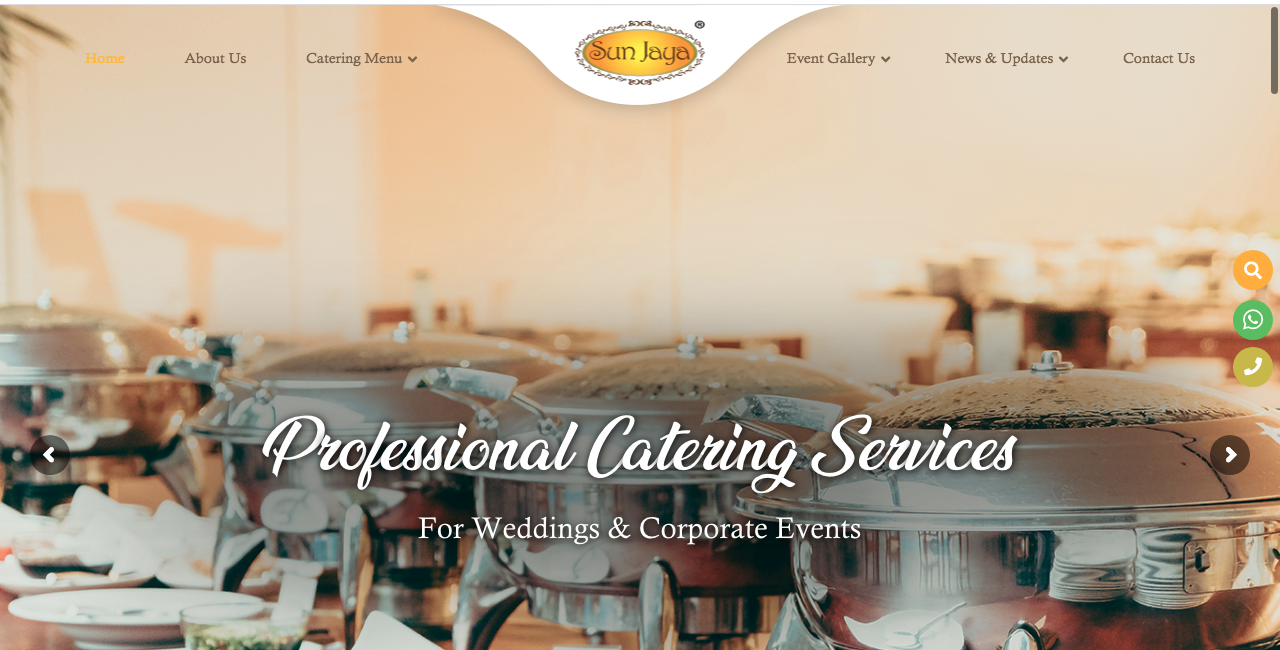 Home
About Us
Catering Menu
Sun Jaya
®
Event Gallery
News & Updates
Contact Us
Professional Catering Services
For Weddings & Corporate Events